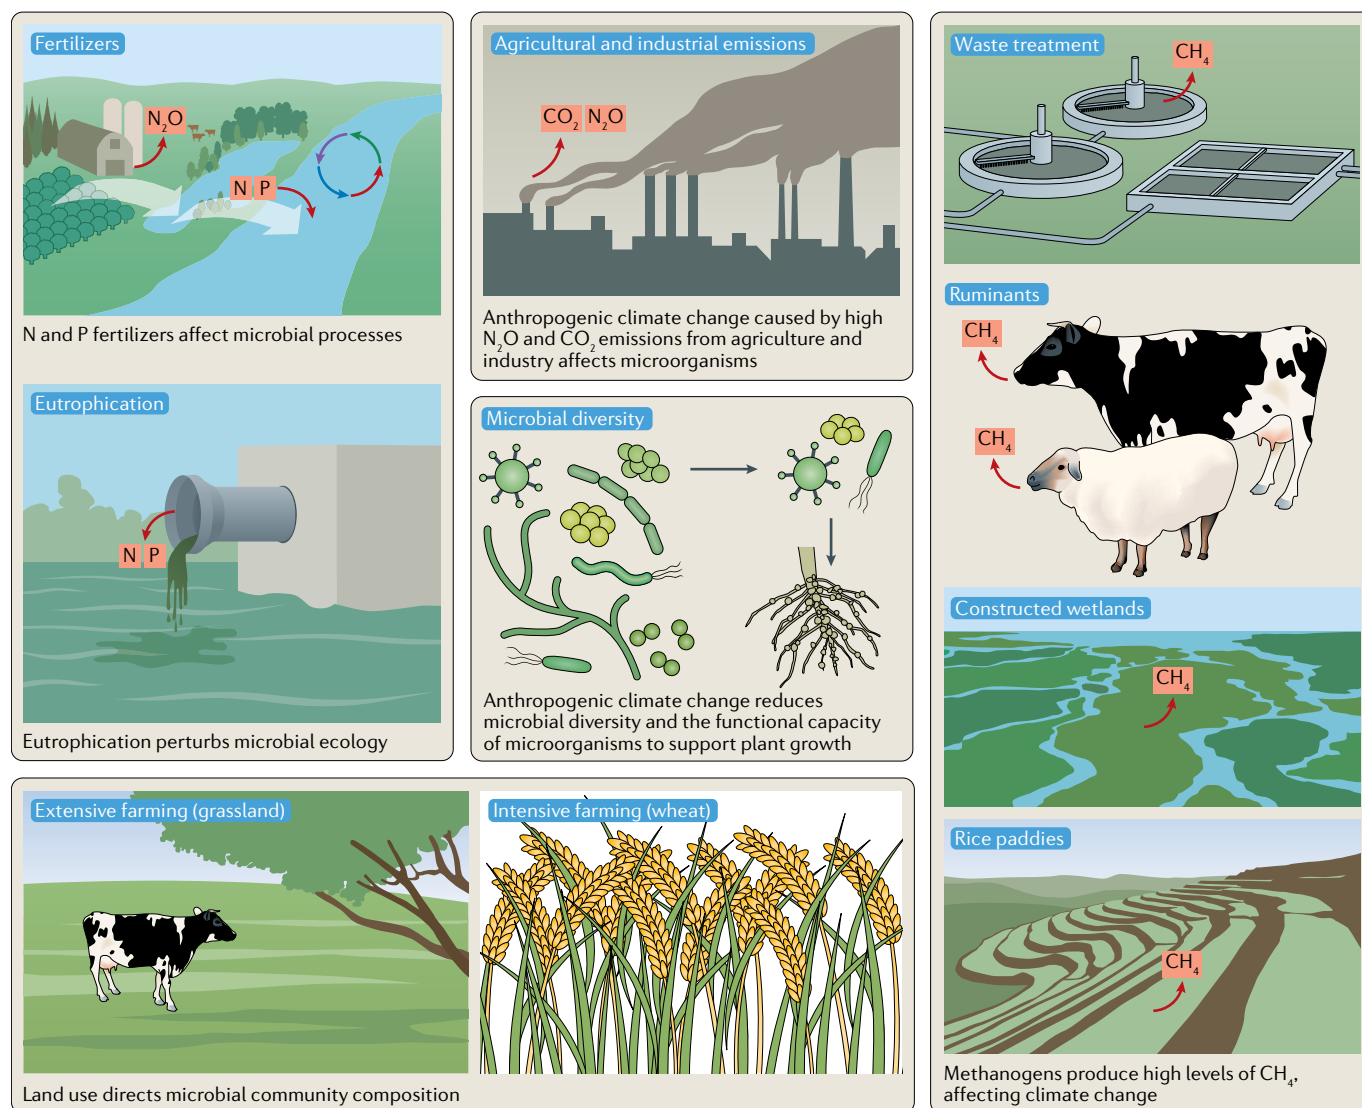 Fertilizers
N₂O
N P
N and P fertilizers affect microbial processes
Eutrophication
N P
Eutrophication perturbs microbial ecology
Agricultural and industrial emissions
CO₂ N₂O
Anthropogenic climate change caused by high
N₂O and CO₂ emissions from agriculture and
industry affects microorganisms
Microbial diversity
Anthropogenic climate change reduces
microbial diversity and the functional capacity
of microorganisms to support plant growth
Extensive farming (grassland)
Intensive farming (wheat)
Land use directs microbial community composition
Waste treatment
CH₄
Ruminants
CH₄
CH₄
Constructed wetlands
CH₄
Rice paddies
CH₄
Methanogens produce high levels of CH₄,
affecting climate change